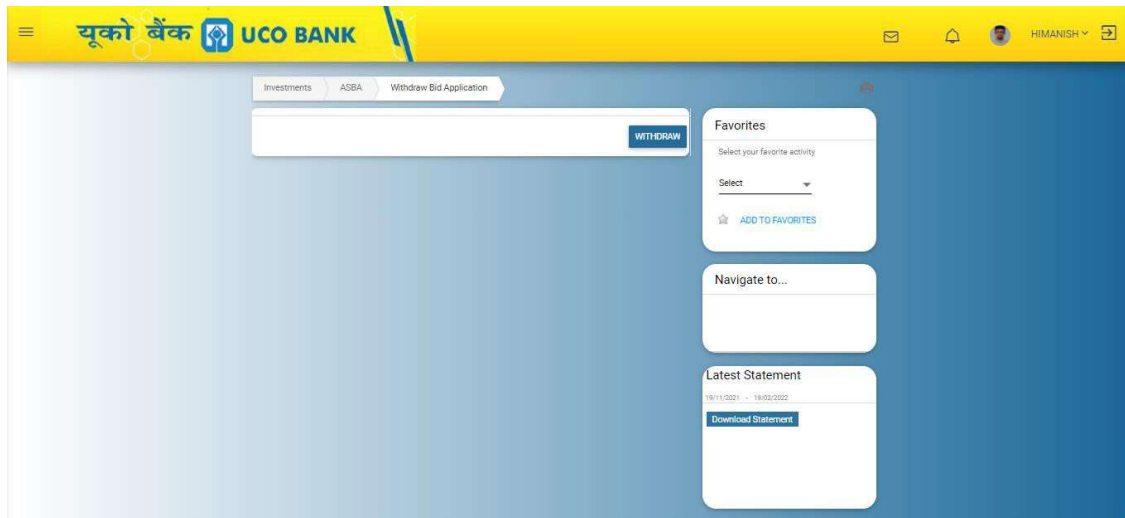 यूको बैंक UCO BANK
HIMANISH
Investments ASBA Withdraw Bid Application
WITHDRAW
Favorites
Select your favorite activity
Select
ADD TO FAVORITES
Navigate to...
Latest Statement
19/11/2021 - 19/02/2022
Download Statement